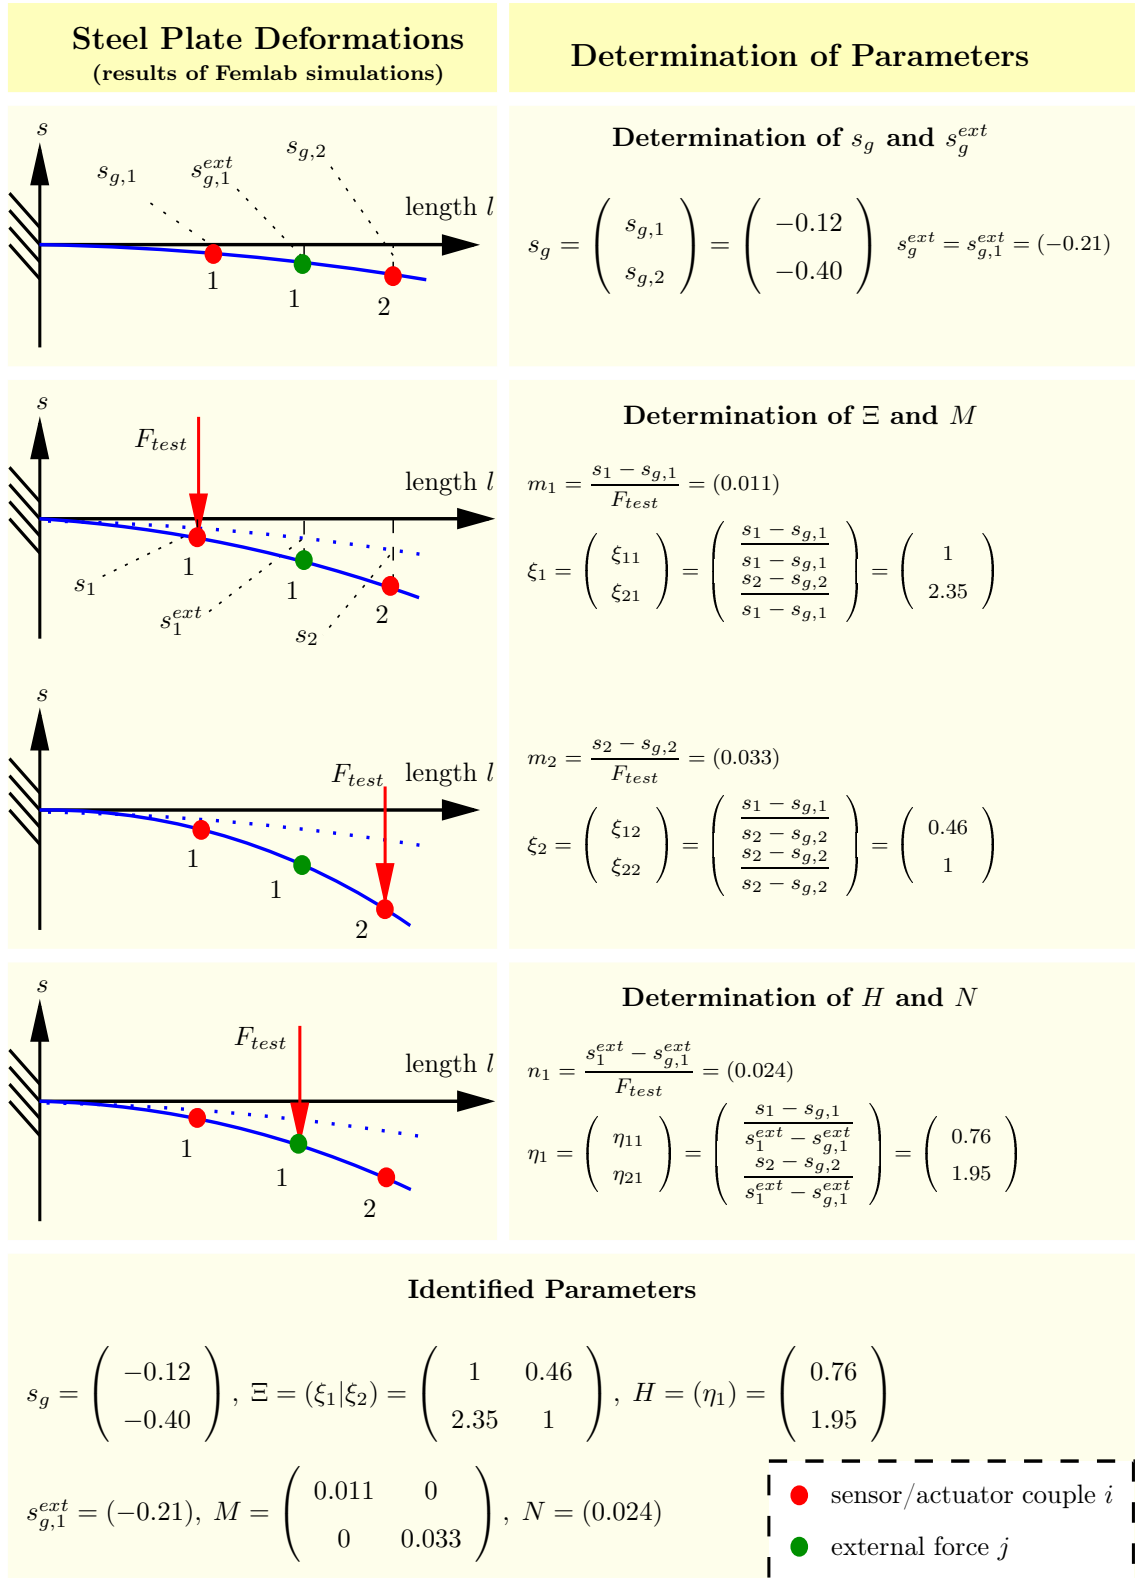 Steel Plate Deformations
(results of Femlab simulations)
Determination of Parameters
s
s_{g,1}
s_{g,1}^{ext}
s_{g,2}
length l
1
1
2
Determination of s_g and s_g^{ext}
s_g = ( s_{g,1} s_{g,2} ) = ( −0.12 −0.40 ) s_g^{ext} = s_{g,1}^{ext} = (−0.21)
s
F_{test}
length l
s_1
1
s_1^{ext}
1
s_2
2
Determination of Ξ and M
m_1 = \frac{s_1 − s_{g,1}}{F_{test}} = (0.011)
ξ_1 = ( ξ_{11} ξ_{21} ) = ( \frac{s_1 − s_{g,1}}{s_1 − s_{g,1}} \frac{s_2 − s_{g,2}}{s_1 − s_{g,1}} ) = ( 1 2.35 )
s
F_{test}
length l
1
1
2
m_2 = \frac{s_2 − s_{g,2}}{F_{test}} = (0.033)
ξ_2 = ( ξ_{12} ξ_{22} ) = ( \frac{s_1 − s_{g,1}}{s_2 − s_{g,2}} \frac{s_2 − s_{g,2}}{s_2 − s_{g,2}} ) = ( 0.46 1 )
s
F_{test}
length l
1
1
2
Determination of H and N
n_1 = \frac{s_1^{ext} − s_{g,1}^{ext}}{F_{test}} = (0.024)
η_1 = ( η_{11} η_{21} ) = ( \frac{s_1 − s_{g,1}}{s_1^{ext} − s_{g,1}^{ext}} \frac{s_2 − s_{g,2}}{s_1^{ext} − s_{g,1}^{ext}} ) = ( 0.76 1.95 )
Identified Parameters
s_g = ( −0.12 −0.40 ) , Ξ = (ξ_1|ξ_2) = ( 1 0.46 2.35 1 ) , H = (η_1) = ( 0.76 1.95 )
s_{g,1}^{ext} = (−0.21), M = ( 0.011 0 0 0.033 ) , N = (0.024)
sensor/actuator couple i
external force j